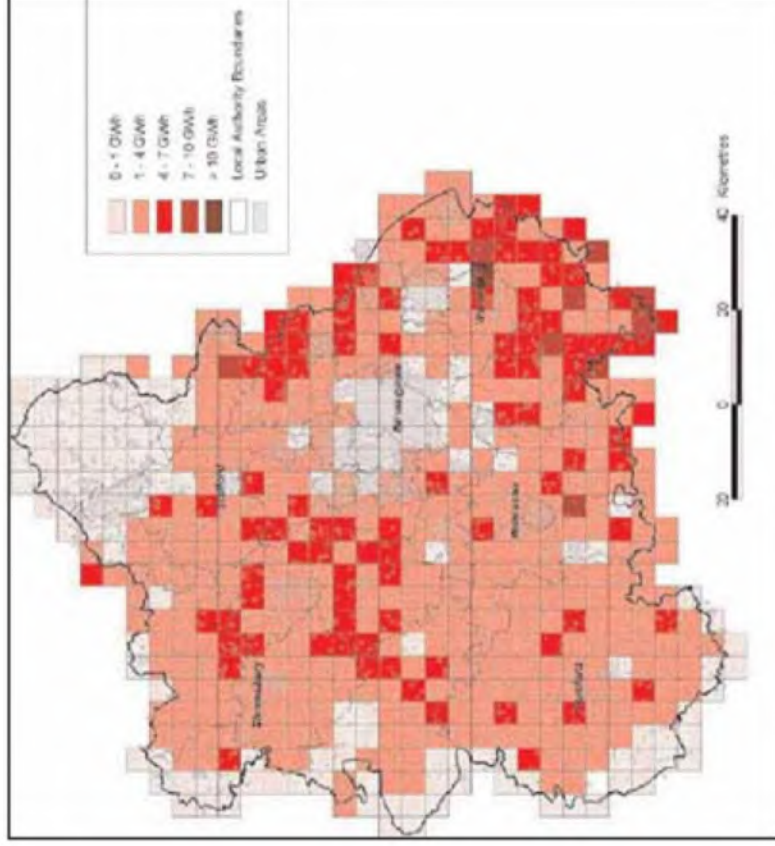 0 - 1 GWh
1 - 4 GWh
4 - 7 GWh
7 - 10 GWh
> 10 GWh
Local Authority Boundaries
Urban Areas
Stafford
Shrewsbury
Birmingham
Worcester
Hereford
20 0 20 40 Kilometres